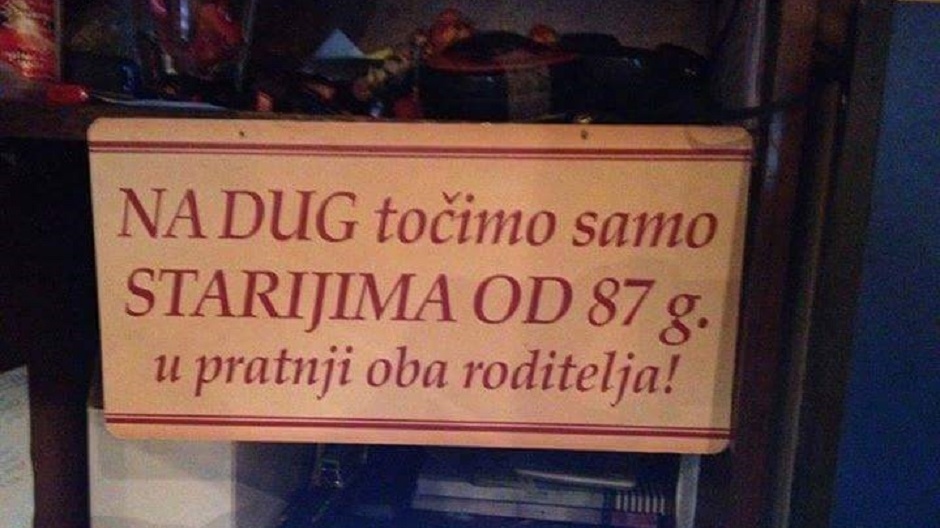 NA DUG točimo samo
STARIJIMA OD 87 g.
u pratnji oba roditelja!